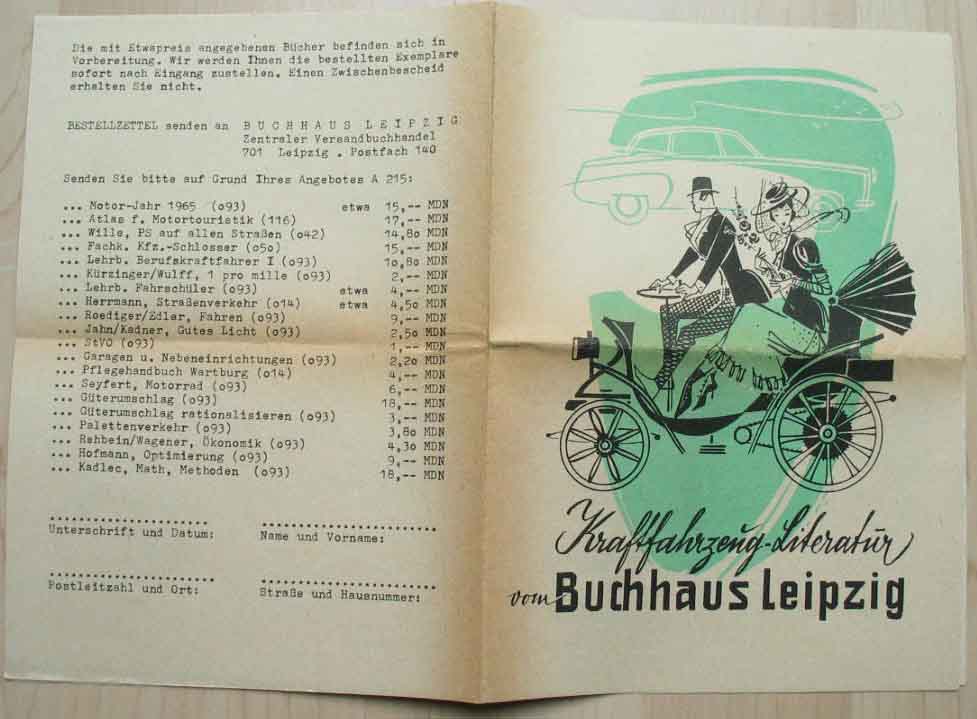 Die mit Etwapreis angegebenen Bücher befinden sich in
Vorbereitung. Wir werden Ihnen die bestellten Exemplare
sofort nach Eingang zustellen. Einen Zwischenbescheid
erhalten Sie nicht.
BESTELLZETTEL senden an B U C H H A U S L E I P Z I G
Zentraler Versandbuchhandel
701 Leipzig . Postfach 140
Senden Sie bitte auf Grund Ihres Angebotes A 215:
... Motor-Jahr 1965 (o93) etwa 15,-- MDN
... Atlas f. Motortouristik (116) 17,-- MDN
... Wille, PS auf allen Straßen (o42) 14,8o MDN
... Fachk. Kfz.-Schlosser (o5o) 15,-- MDN
... Lehrb. Berufskraftfahrer I (o93) 1o,8o MDN
... Kürzinger/Wulff, 1 pro mille (o93) 2,-- MDN
... Lehrb. Fahrschüler (o93) etwa 4,-- MDN
... Herrmann, Straßenverkehr (o14) etwa 4,5o MDN
... Roediger/Edler, Fahren (o93) 9,-- MDN
... Jahn/Kadner, Gutes Licht (o93) 2,5o MDN
... StVO (o93) 1,-- MDN
... Garagen u. Nebeneinrichtungen (o93) 2,2o MDN
... Pflegehandbuch Wartburg (o14) 4,-- MDN
... Seyfert, Motorrad (o93) 6,-- MDN
... Güterumschlag (o93) 18,-- MDN
... Güterumschlag rationalisieren (o93) 3,-- MDN
... Palettenverkehr (o93) 3,8o MDN
... Rehbein/Wagener, Ökonomik (o93) 4,3o MDN
... Hofmann, Optimierung (o93) 9,-- MDN
... Kadlec, Math, Methoden (o93) 18,-- MDN
Unterschrift und Datum: Name und Vorname:
Postleitzahl und Ort: Straße und Hausnummer:
Kraftfahrzeug-Literatur
vom Buchhaus Leipzig